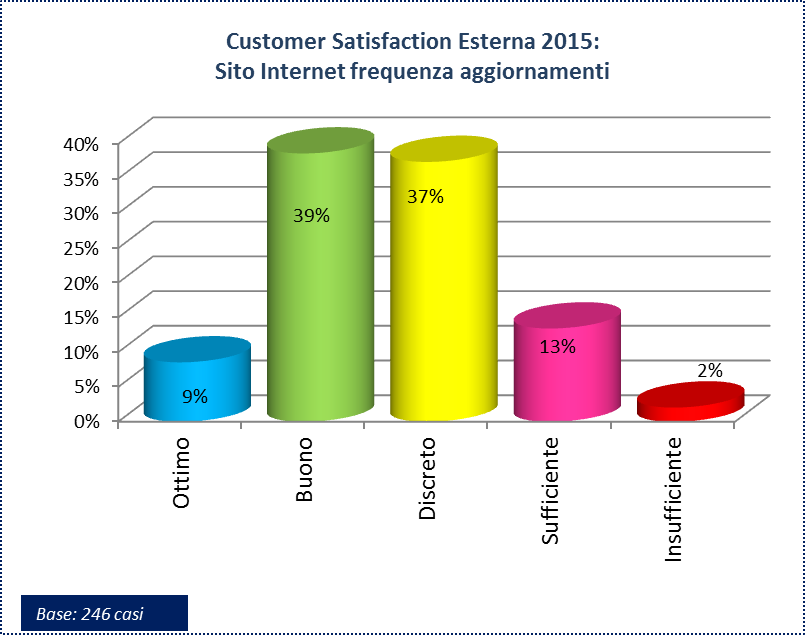 Customer Satisfaction Esterna 2015:
Sito Internet frequenza aggiornamenti
40%
35%
30%
25%
20%
15%
10%
5%
0%
9%
39%
37%
13%
2%
Ottimo
Buono
Discreto
Sufficiente
Insufficiente
Base: 246 casi